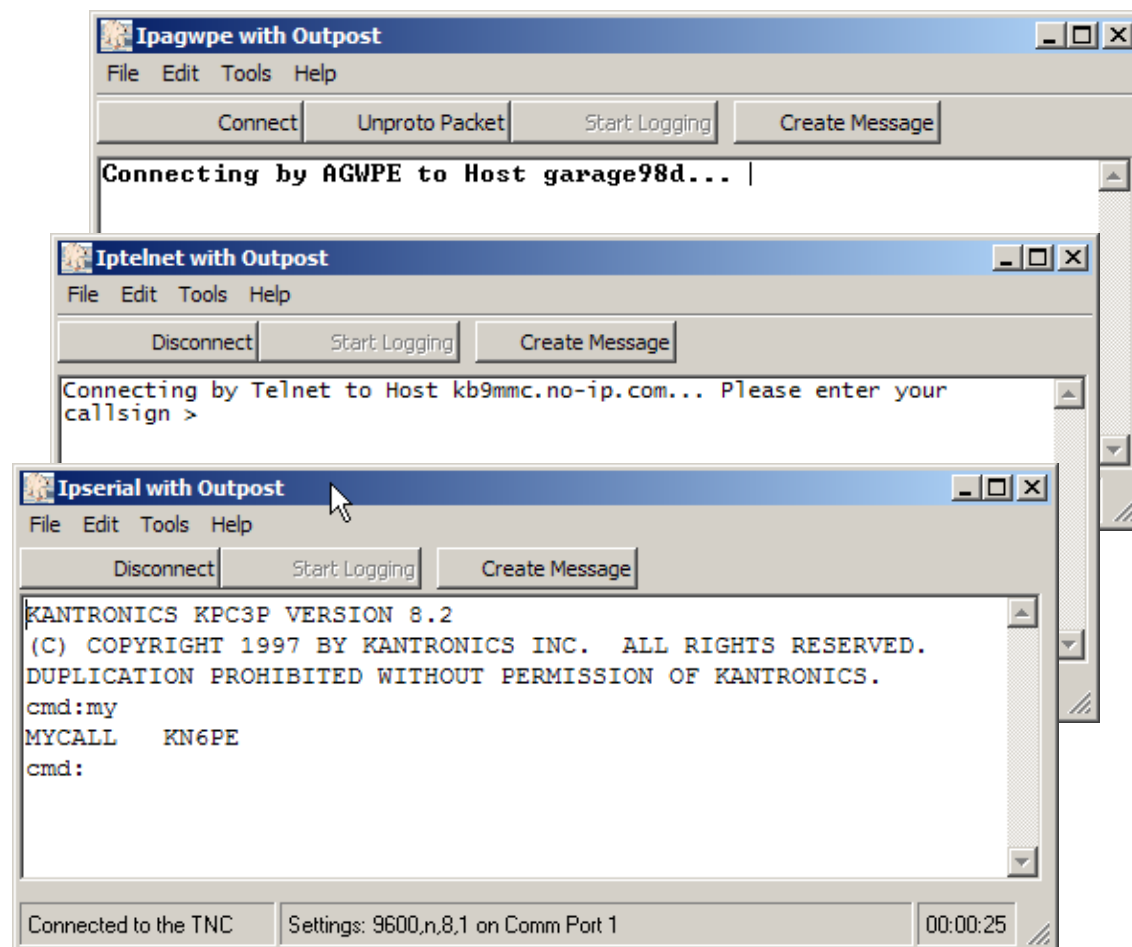 Ipagwpe with Outpost
File Edit Tools Help
Connect Unproto Packet Start Logging Create Message
Connecting by AGWPE to Host garage98d...
Iptelnet with Outpost
File Edit Tools Help
Disconnect Start Logging Create Message
Connecting by Telnet to Host kb9mmc.no-ip.com... Please enter your
callsign >
Ipserial with Outpost
File Edit Tools Help
Disconnect Start Logging Create Message
KANTRONICS KPC3P VERSION 8.2
(C) COPYRIGHT 1997 BY KANTRONICS INC.  ALL RIGHTS RESERVED.
DUPLICATION PROHIBITED WITHOUT PERMISSION OF KANTRONICS.
cmd:my
MYCALL   KN6PE
cmd:
Connected to the TNC Settings: 9600,n,8,1 on Comm Port 1 00:00:25